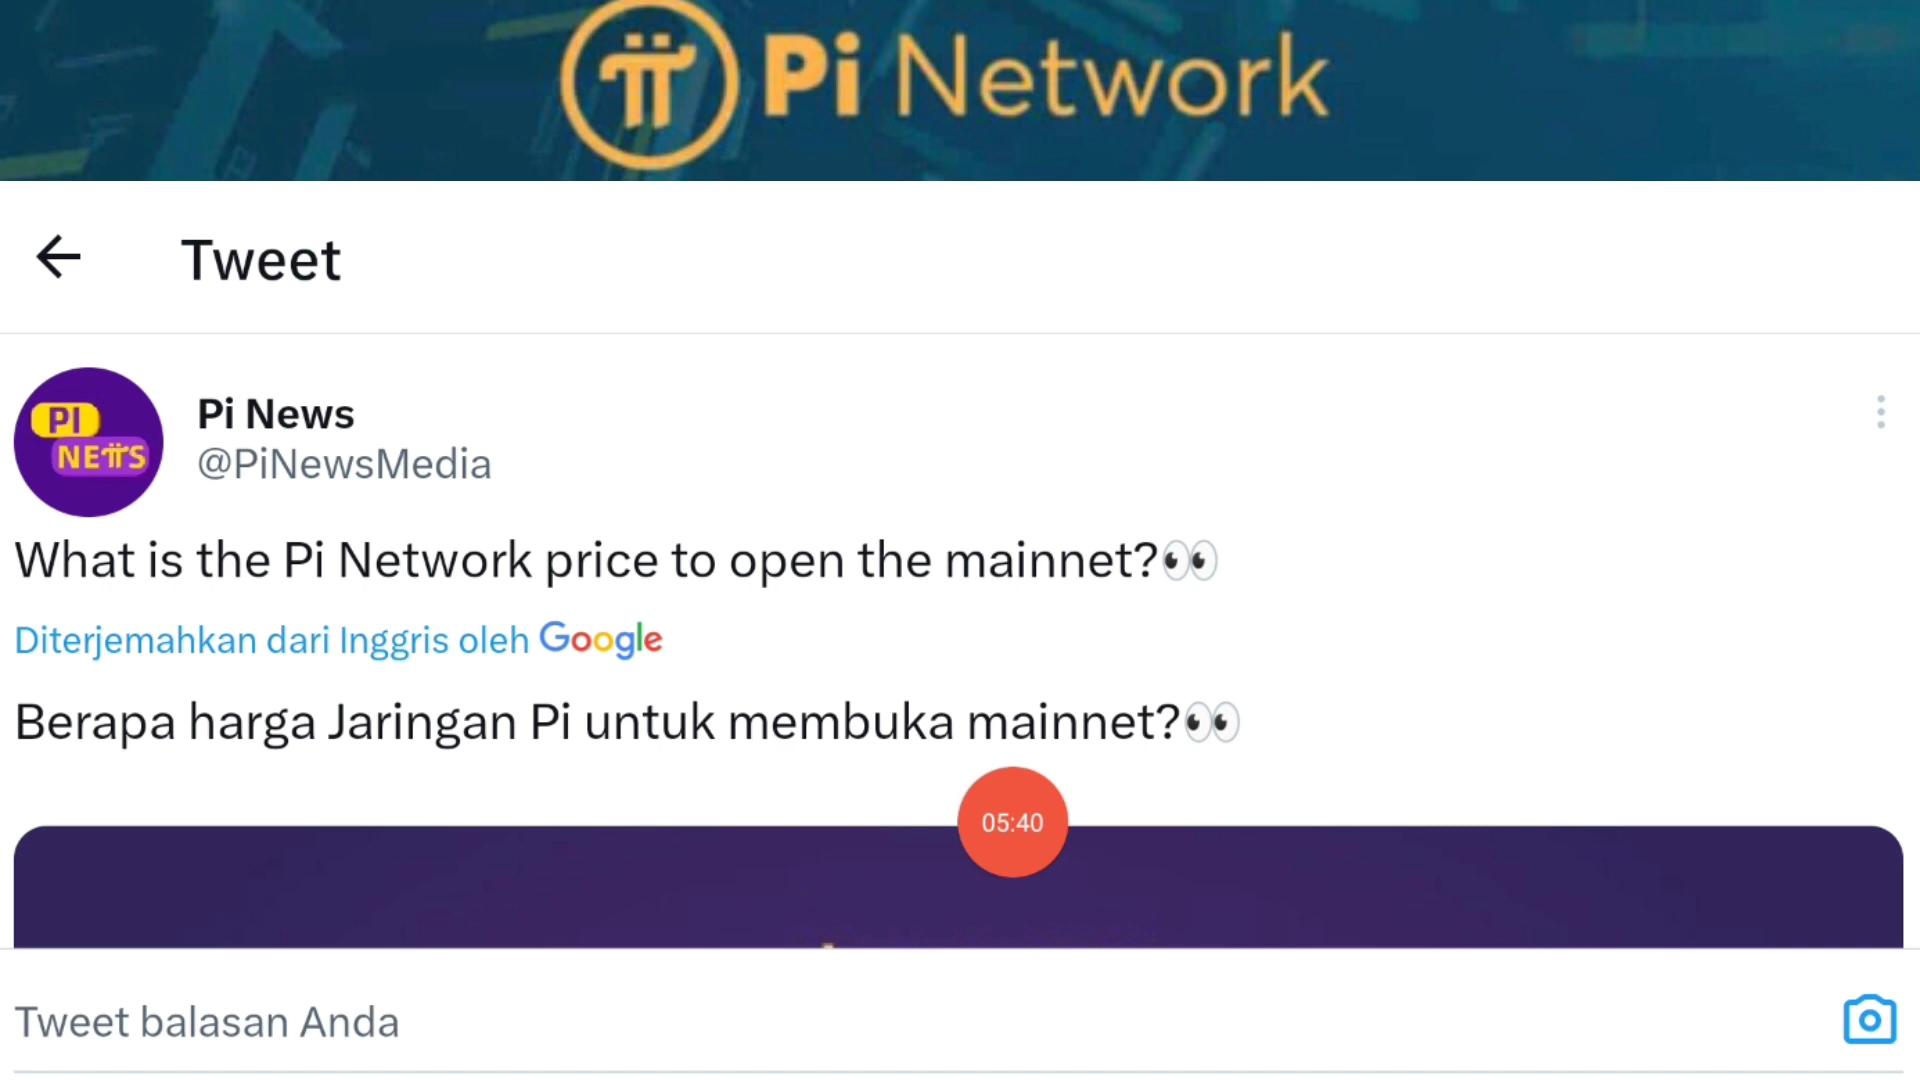 Pi Network
Tweet
PI
NEWS
Pi News
@PiNewsMedia
What is the Pi Network price to open the mainnet?👀
Diterjemahkan dari Inggris oleh Google
Berapa harga Jaringan Pi untuk membuka mainnet?👀
05:40
Tweet balasan Anda